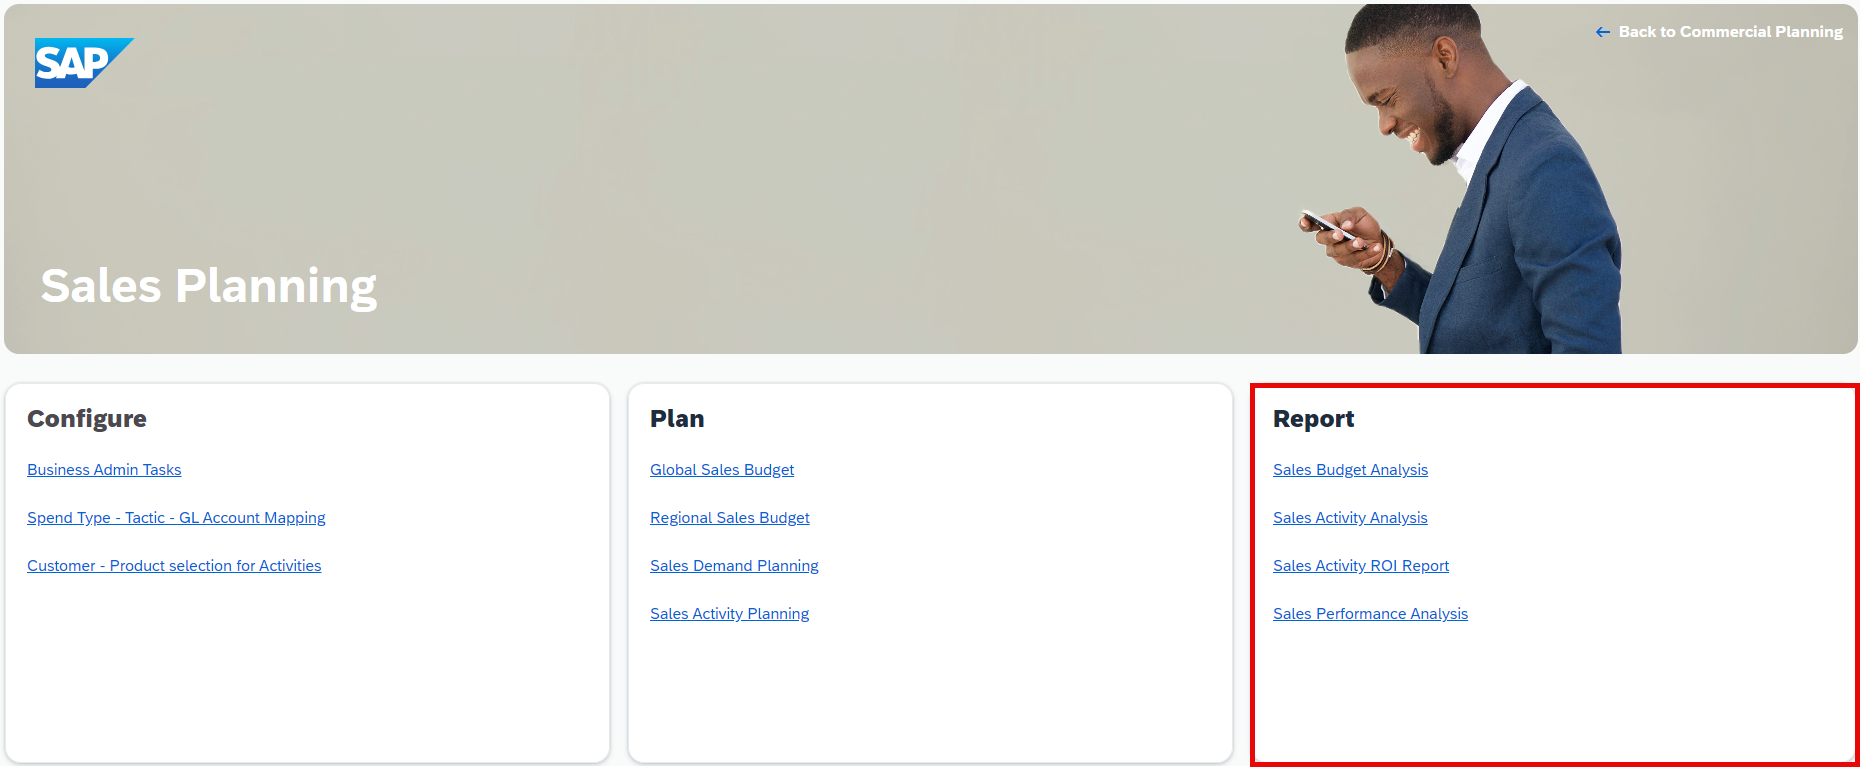 SAP
Back to Commercial Planning
Sales Planning
Configure
Business Admin Tasks
Spend Type - Tactic - GL Account Mapping
Customer - Product selection for Activities
Plan
Global Sales Budget
Regional Sales Budget
Sales Demand Planning
Sales Activity Planning
Report
Sales Budget Analysis
Sales Activity Analysis
Sales Activity ROI Report
Sales Performance Analysis